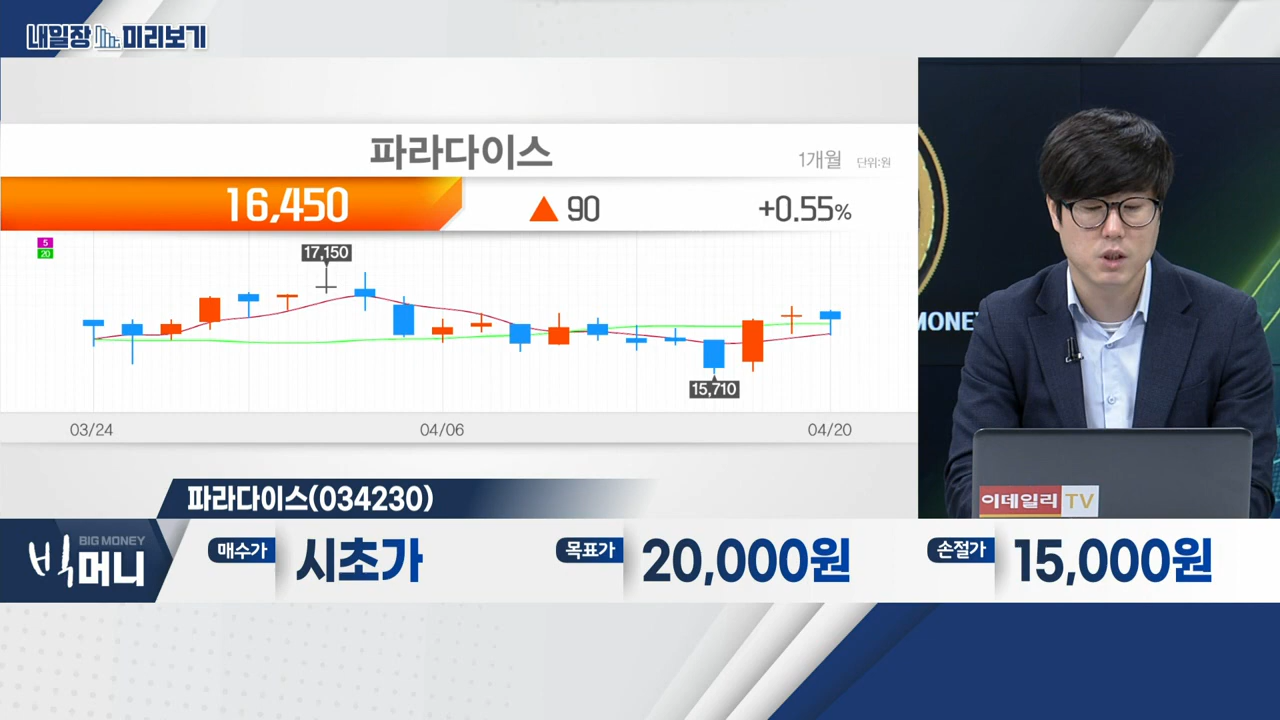 내일장 미리보기
파라다이스
1개월 단위:원
16,450 ▲ 90 +0.55%
5
20
17,150
15,710
03/24 04/06 04/20
MONEY
이데일리 TV
파라다이스(034230)
BIG MONEY
빅머니
매수가 시초가 목표가 20,000원 손절가 15,000원